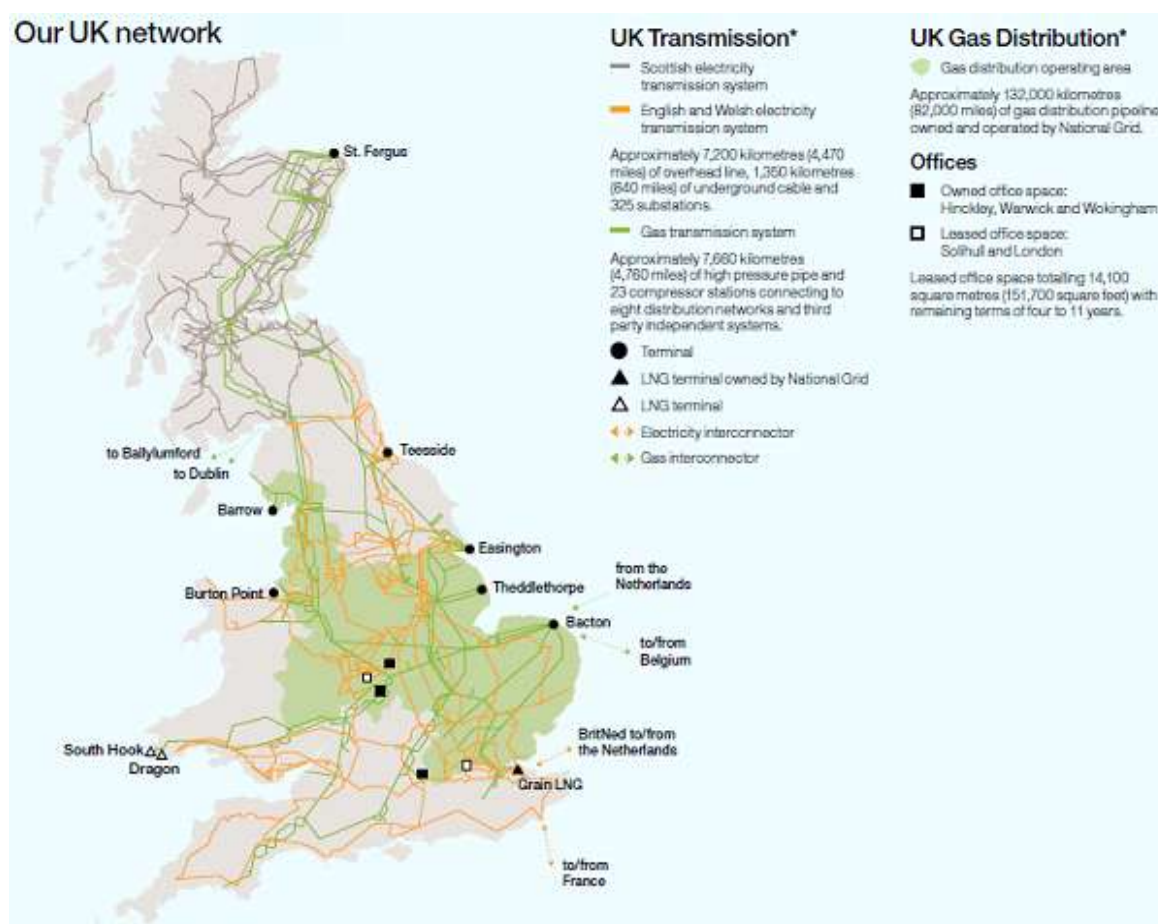 Our UK network
St. Fergus
to Ballylumford
to Dublin
Teesside
Barrow
Easington
Burton Point
Theddlethorpe
from the
Netherlands
Bacton
to/from
Belgium
South Hook
Dragon
BritNed to/from
the Netherlands
Grain LNG
to/from
France
UK Transmission*
Scottish electricity
transmission system
English and Welsh electricity
transmission system
Approximately 7,200 kilometres (4,470
miles) of overhead line, 1,350 kilometres
(840 miles) of underground cable and
325 substations.
Gas transmission system
Approximately 7,660 kilometres
(4,760 miles) of high pressure pipe and
23 compressor stations connecting to
eight distribution networks and third
party independent systems.
Terminal
LNG terminal owned by National Grid
LNG terminal
Electricity interconnector
Gas interconnector
UK Gas Distribution*
Gas distribution operating area
Approximately 132,000 kilometres
(82,000 miles) of gas distribution pipeline
owned and operated by National Grid.
Offices
Owned office space:
Hinckley, Warwick and Wokingham
Leased office space:
Solihull and London
Leased office space totalling 14,100
square metres (151,700 square feet) with
remaining terms of four to 11 years.